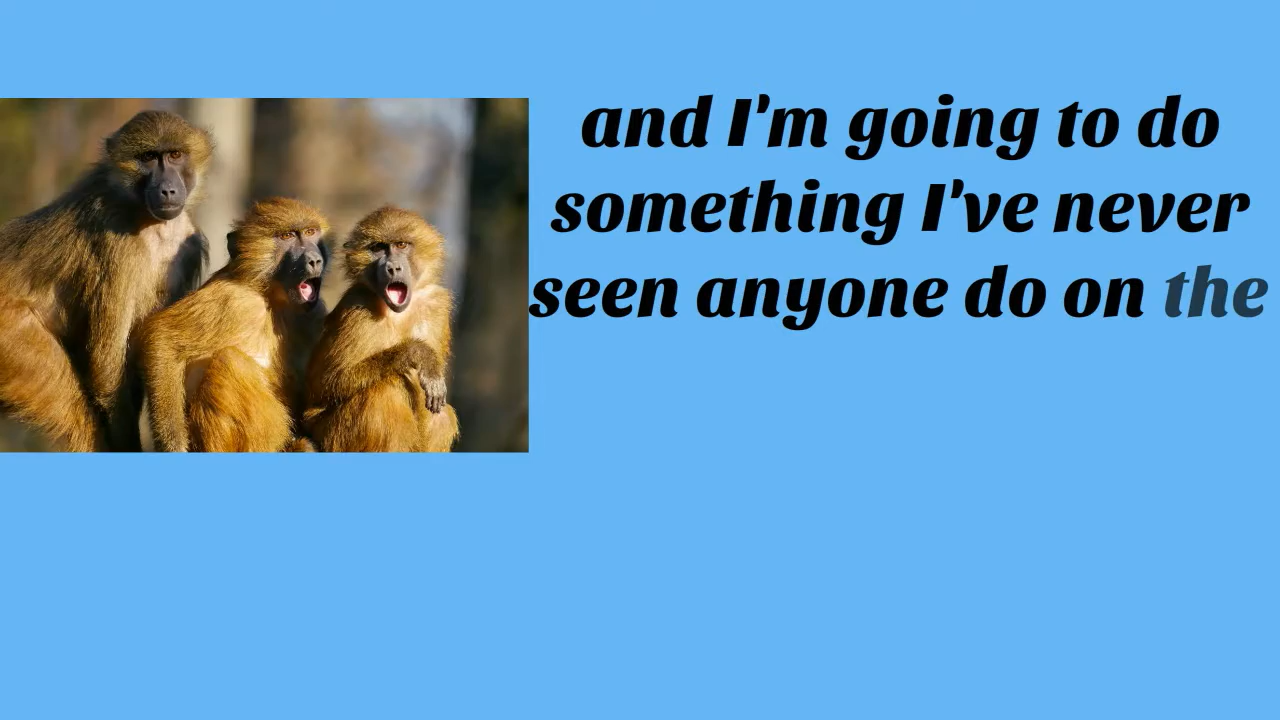 and I'm going to do
something I've never
seen anyone do on the